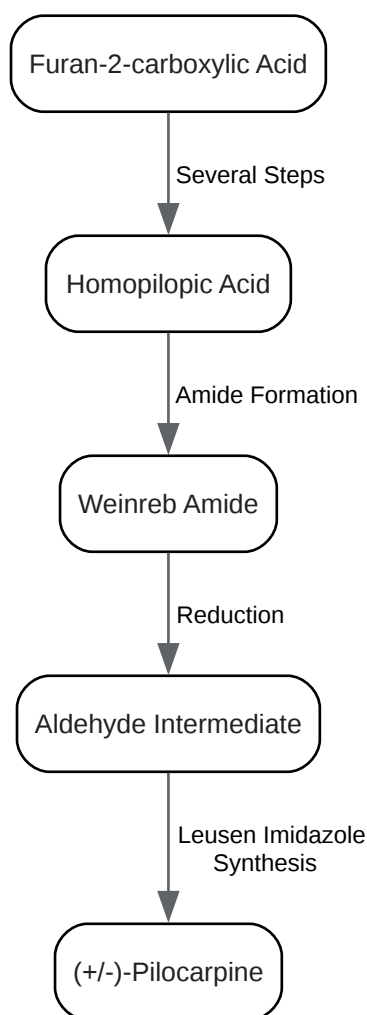 Furan-2-carboxylic Acid
Several Steps
Homopilopic Acid
Amide Formation
Weinreb Amide
Reduction
Aldehyde Intermediate
Leusen Imidazole
Synthesis
(+/-)-Pilocarpine